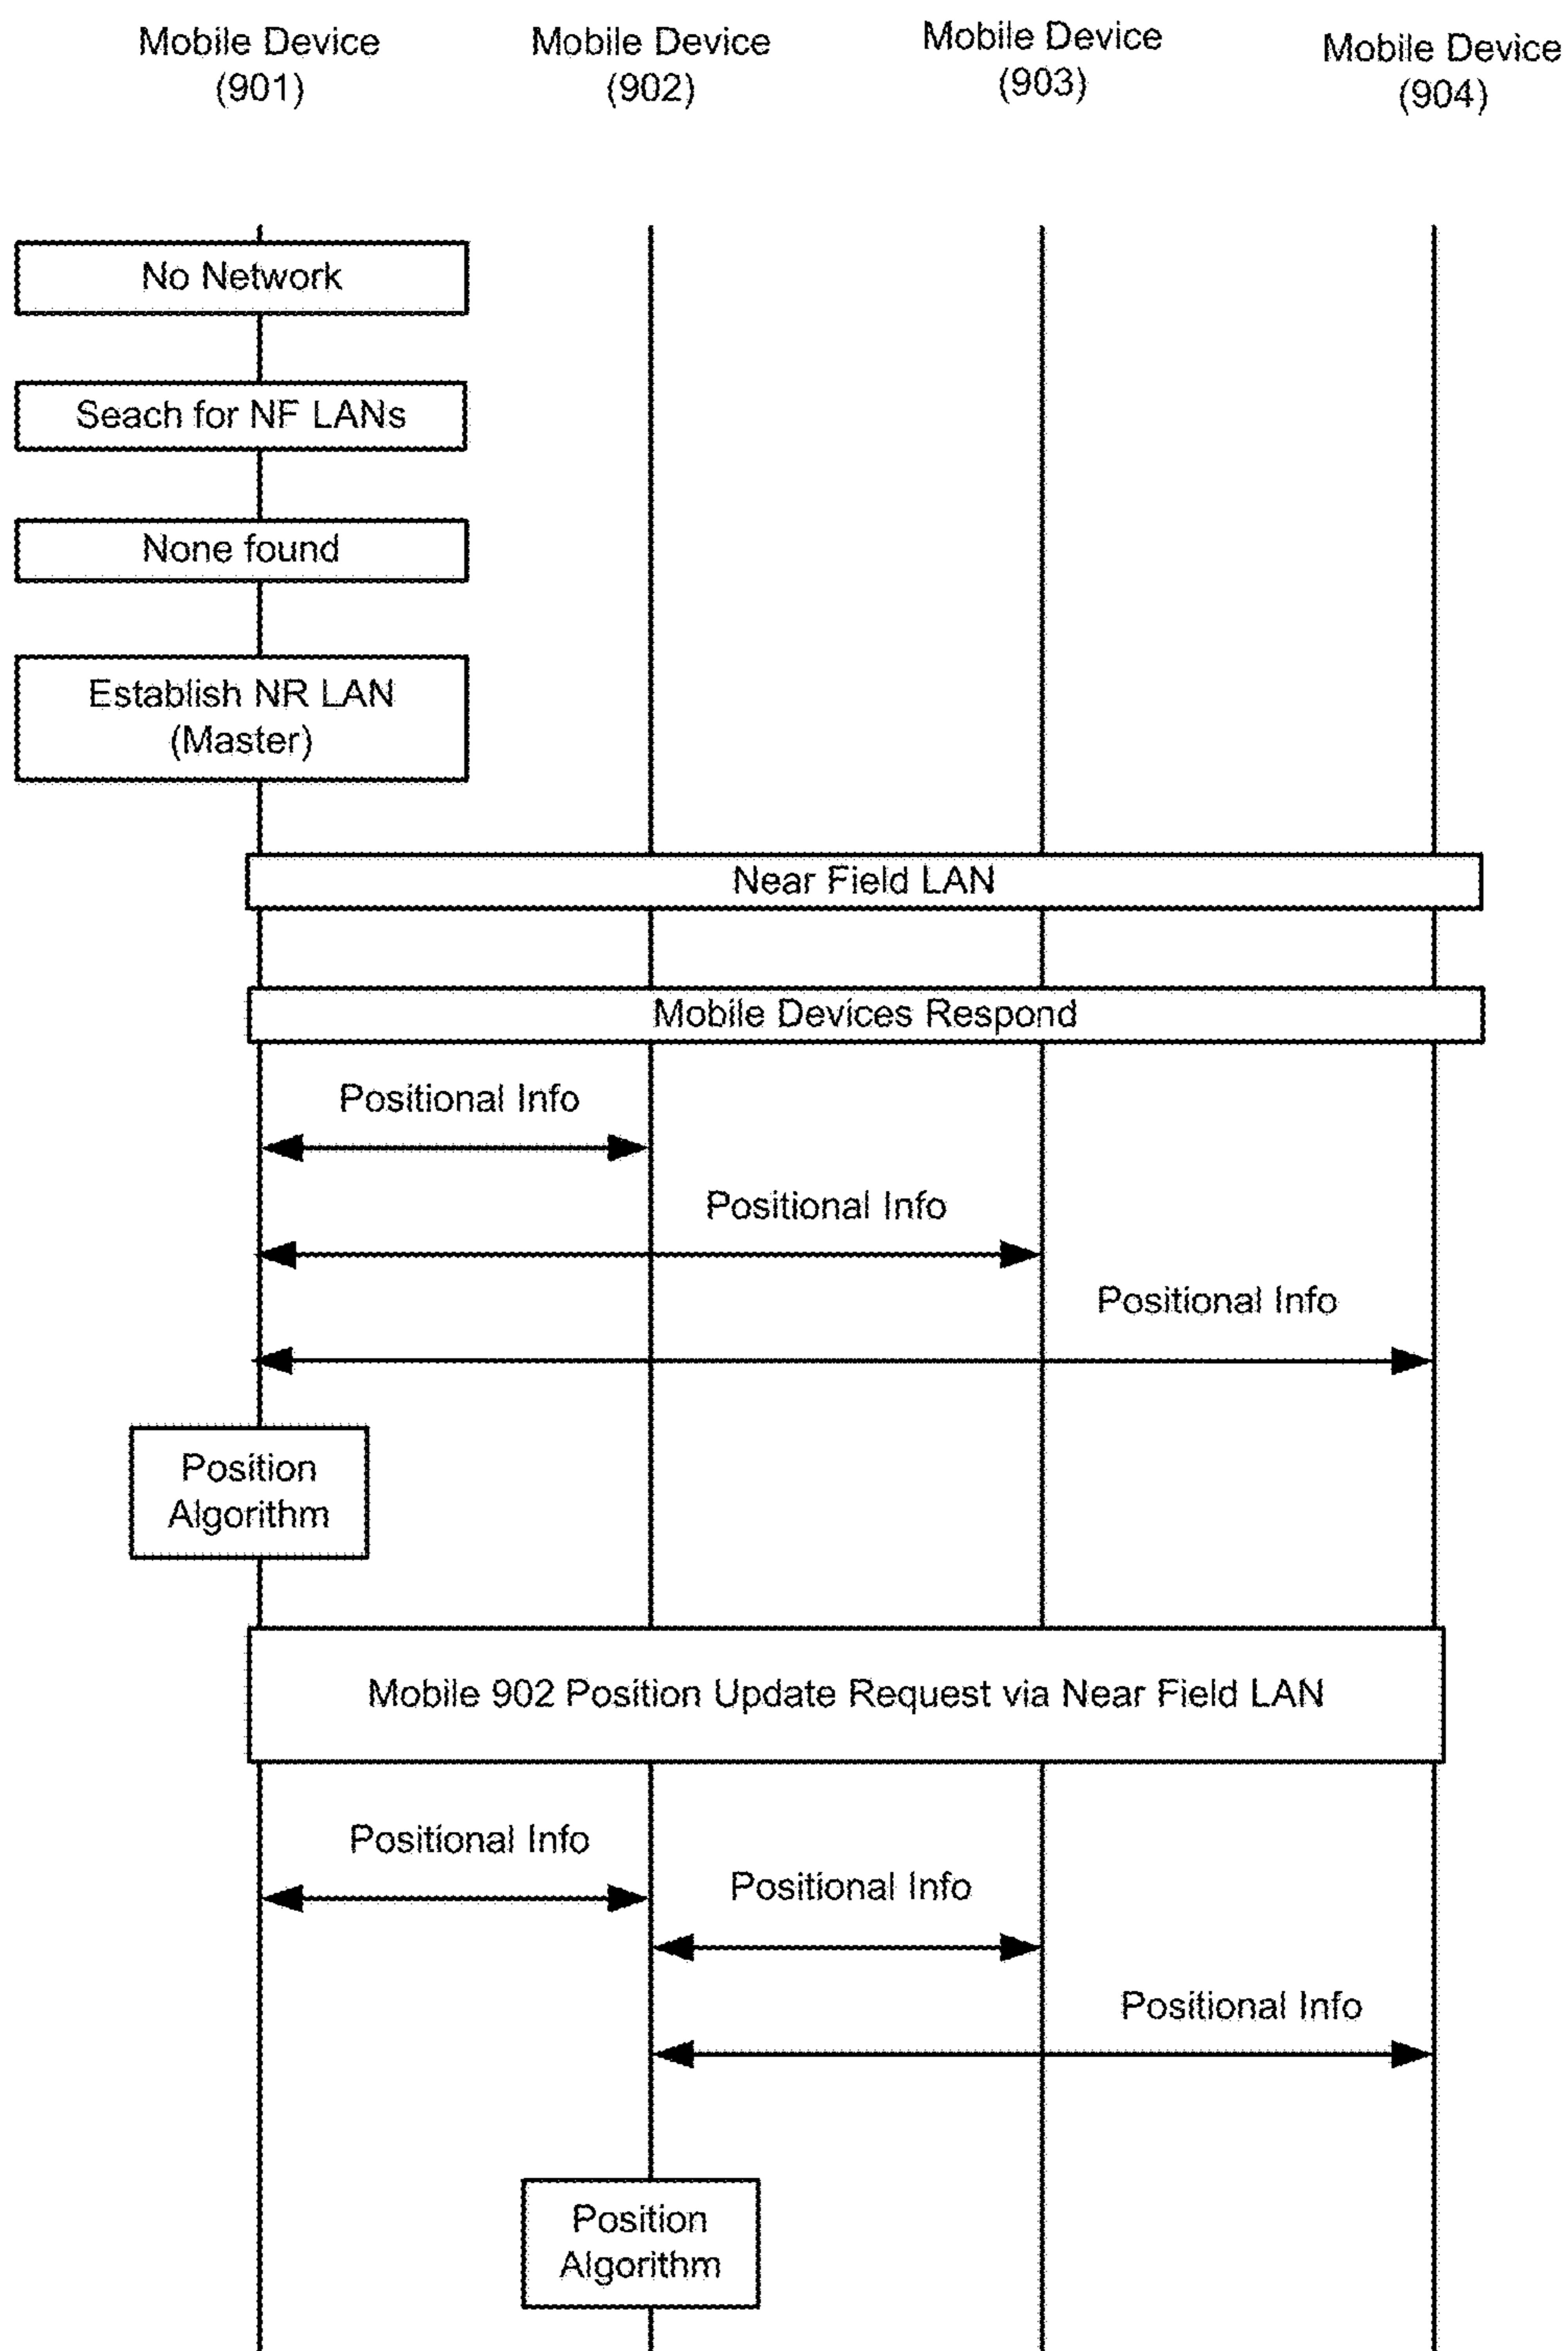 Mobile Device
(901)
Mobile Device
(902)
Mobile Device
(903)
Mobile Device
(904)
No Network
Seach for NF LANs
None found
Establish NR LAN
(Master)
Near Field LAN
Mobile Devices Respond
Positional Info
Positional Info
Positional Info
Position
Algorithm
Mobile 902 Position Update Request via Near Field LAN
Positional Info
Positional Info
Positional Info
Position
Algorithm